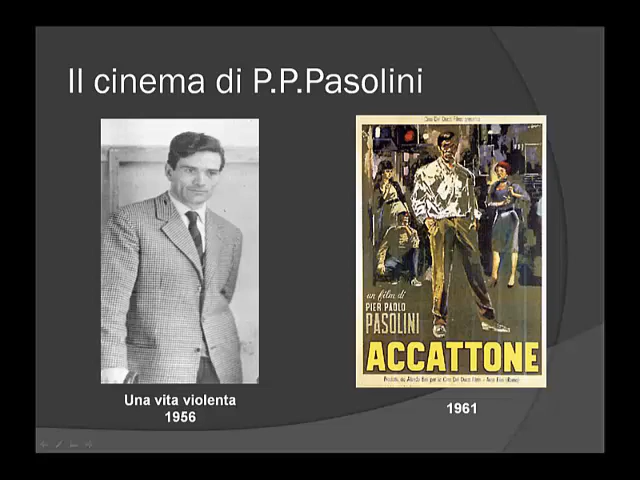 Il cinema di P.P.Pasolini
un film di
PIER PAOLO
PASOLINI
ACCATTONE
Una vita violenta
1956
1961